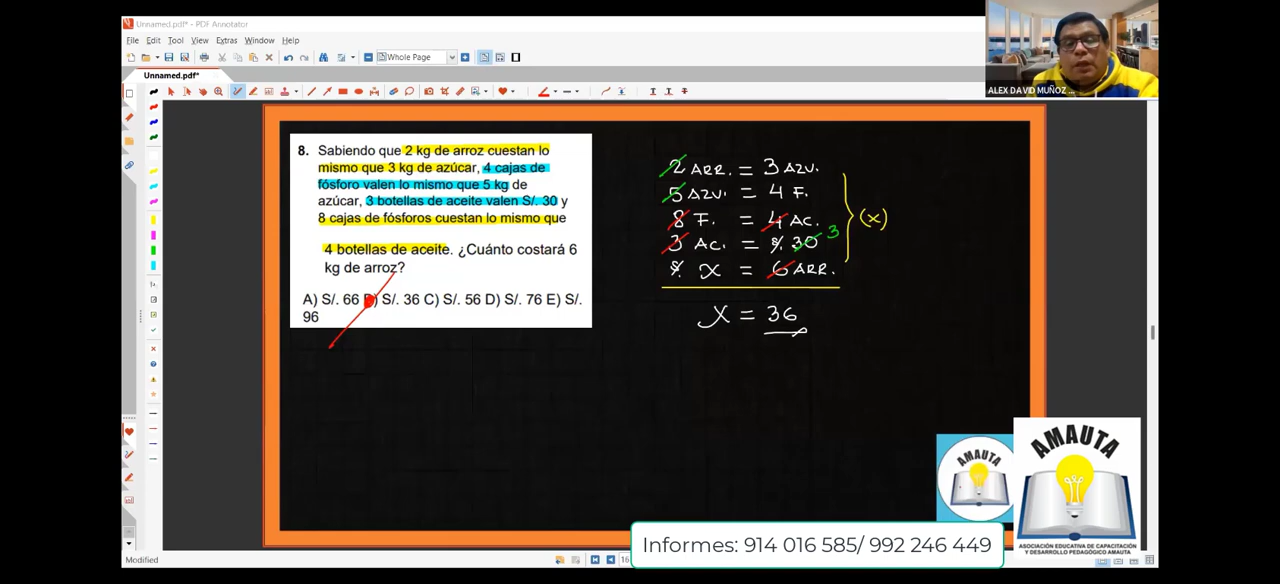 Unnamed.pdf* - PDF Annotator
File Edit Tool View Extras Window Help
Whole Page
Unnamed.pdf*
ALEX DAVID MUÑOZ ...
8. Sabiendo que 2 kg de arroz cuestan lo
mismo que 3 kg de azúcar, 4 cajas de
fósforo valen lo mismo que 5 kg de
azúcar, 3 botellas de aceite valen S/. 30 y
8 cajas de fósforos cuestan lo mismo que
4 botellas de aceite. ¿Cuánto costará 6
kg de arroz?
A) S/. 66 B) S/. 36 C) S/. 56 D) S/. 76 E) S/.
96
2 ARR. = 3 AZU.
5 AZU. = 4 F.
8 F. = 4 AC.
3 AC. = $. 30 3
$. x = 6 ARR.
(x)
x = 36
AMAUTA
AMAUTA
ASOCIACIÓN EDUCATIVA DE CAPACITACIÓN
Y DESARROLLO PEDAGÓGICO AMAUTA
Informes: 914 016 585/ 992 246 449
Modified
16